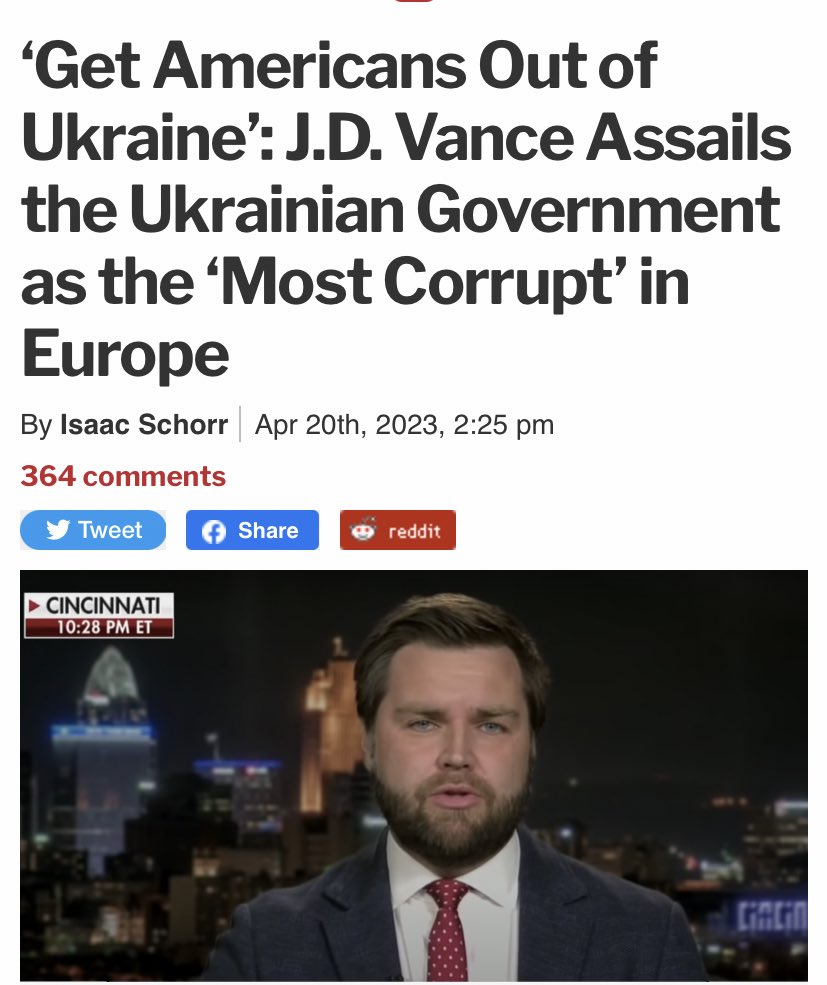 ‘Get Americans Out of
Ukraine’: J.D. Vance Assails
the Ukrainian Government
as the ‘Most Corrupt’ in
Europe
By Isaac Schorr | Apr 20th, 2023, 2:25 pm
364 comments
Tweet Share reddit
CINCINNATI
10:28 PM ET